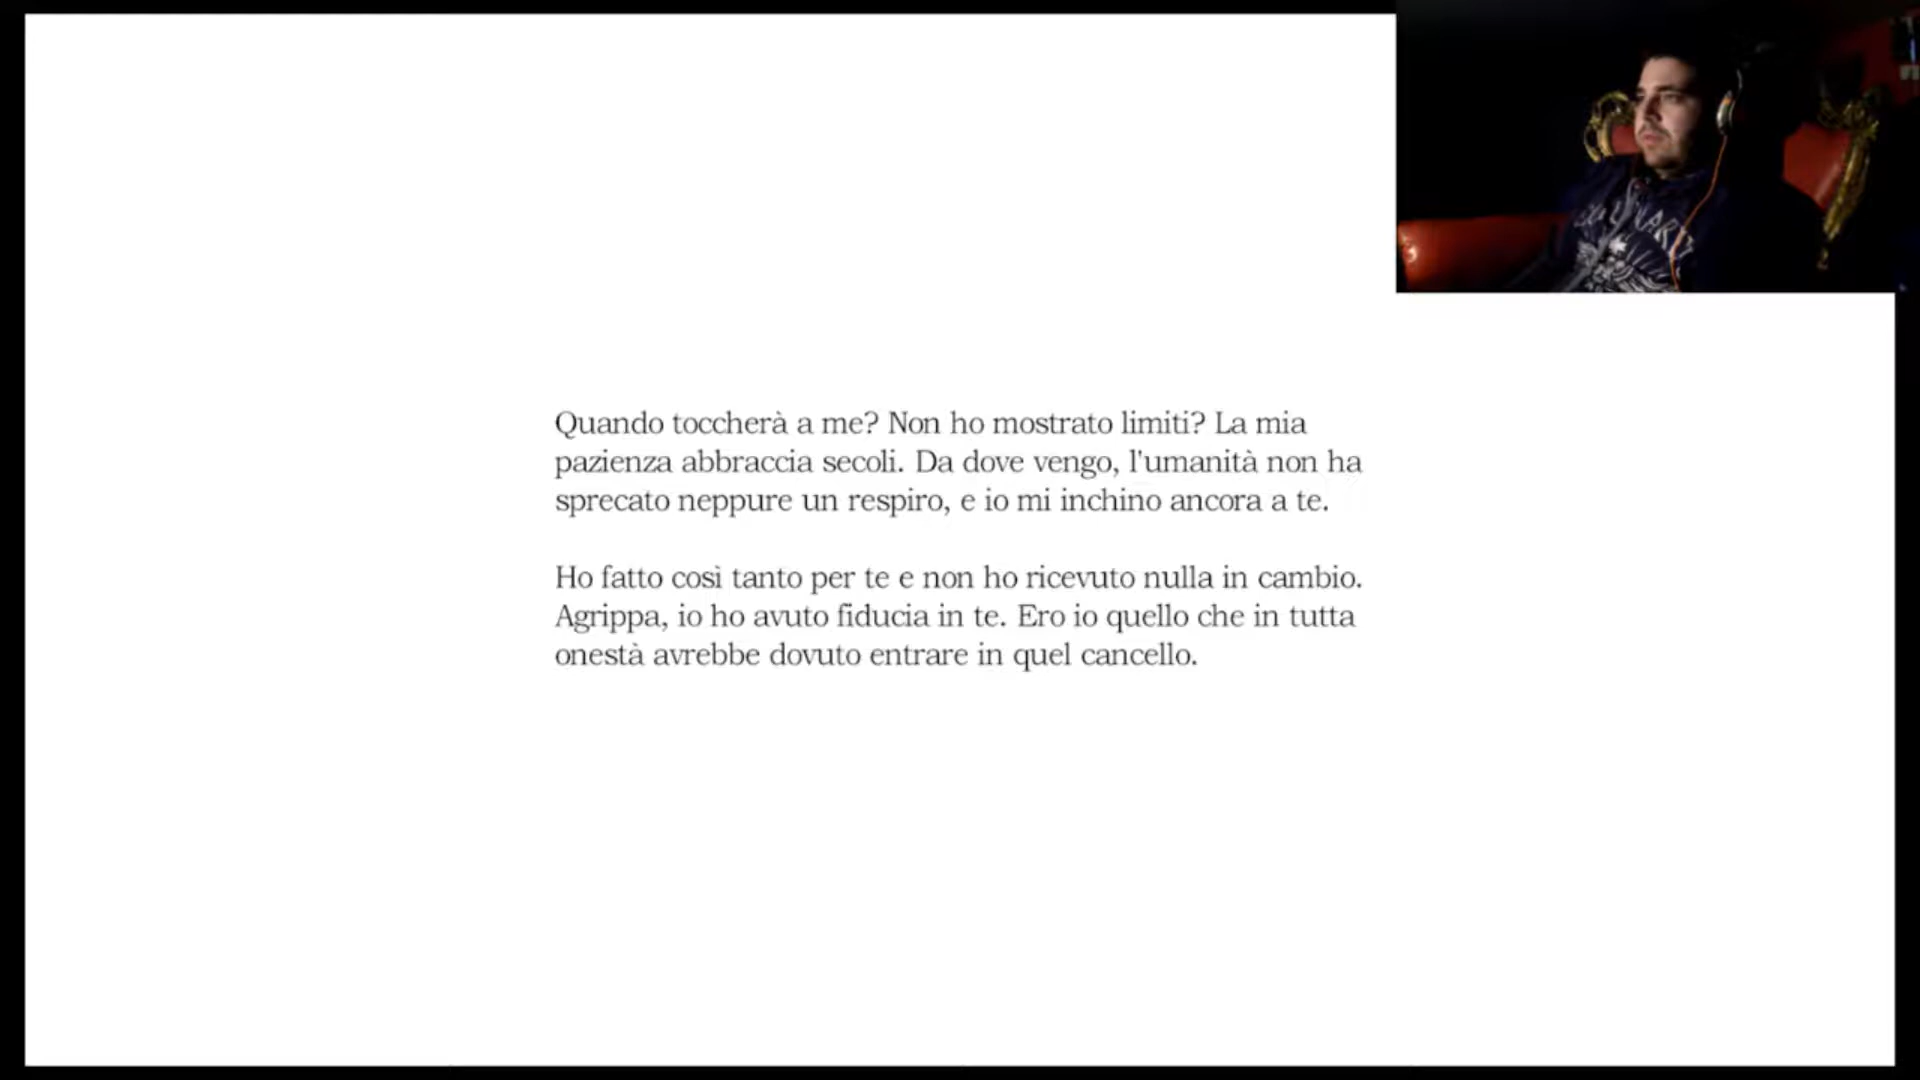 Quando toccherà a me? Non ho mostrato limiti? La mia
pazienza abbraccia secoli. Da dove vengo, l'umanità non ha
sprecato neppure un respiro, e io mi inchino ancora a te.
Ho fatto così tanto per te e non ho ricevuto nulla in cambio.
Agrippa, io ho avuto fiducia in te. Ero io quello che in tutta
onestà avrebbe dovuto entrare in quel cancello.